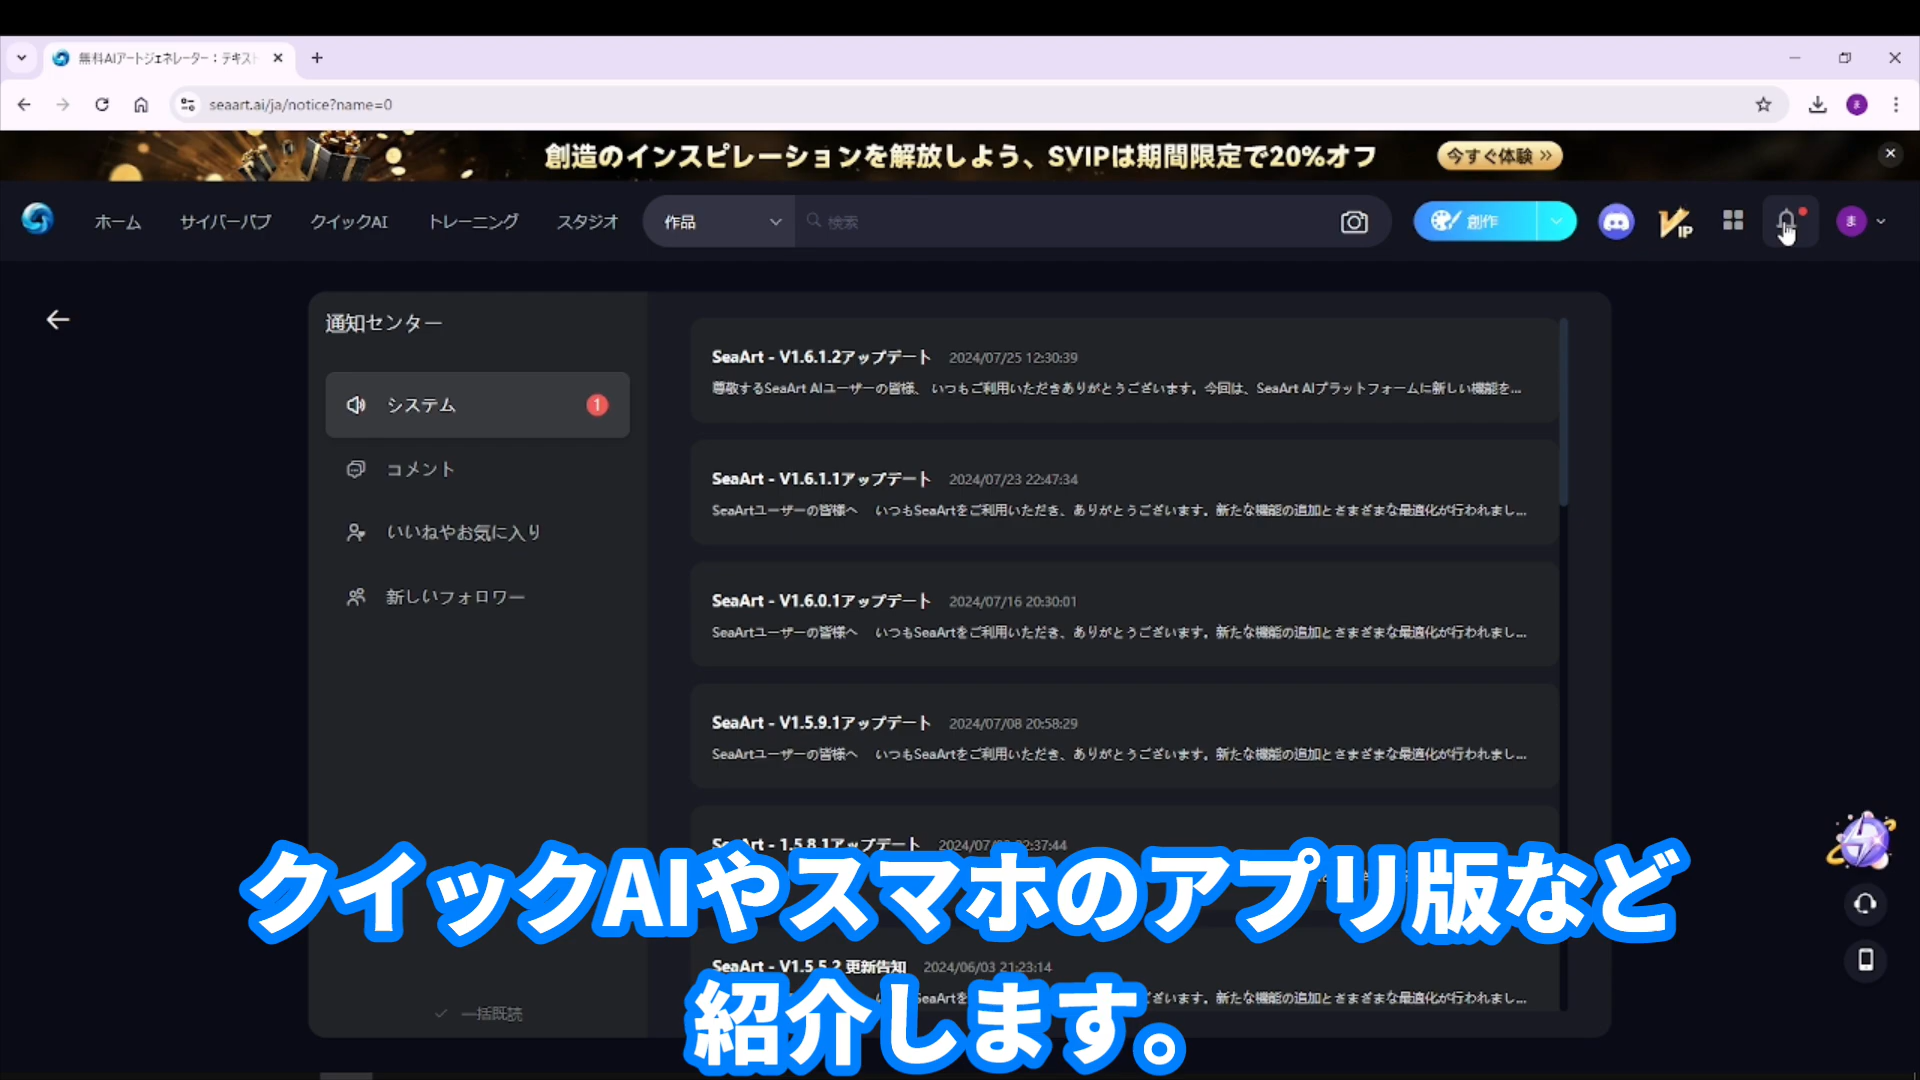 無料AIアートジェネレーター：テキスト
seaart.ai/ja/notice?name=0
創造のインスピレーションを解放しよう、SVIPは期間限定で20%オフ
今すぐ体験 >>
ホーム サイバーパブ クイックAI トレーニング スタジオ 作品 検索 創作 VIP ま
通知センター
システム 1
コメント
いいねやお気に入り
新しいフォロワー
一括既読
SeaArt - V1.6.1.2アップデート 2024/07/25 12:30:39
尊敬するSeaArt AIユーザーの皆様、いつもご利用いただきありがとうございます。今回は、SeaArt AIプラットフォームに新しい機能を...
SeaArt - V1.6.1.1アップデート 2024/07/23 22:47:34
SeaArtユーザーの皆様へ いつもSeaArtをご利用いただき、ありがとうございます。新たな機能の追加とさまざまな最適化が行われまし...
SeaArt - V1.6.0.1アップデート 2024/07/16 20:30:01
SeaArtユーザーの皆様へ いつもSeaArtをご利用いただき、ありがとうございます。新たな機能の追加とさまざまな最適化が行われまし...
SeaArt - V1.5.9.1アップデート 2024/07/08 20:58:29
SeaArtユーザーの皆様へ いつもSeaArtをご利用いただき、ありがとうございます。新たな機能の追加とさまざまな最適化が行われまし...
SeaArt - 1.5.8.1アップデート
SeaArt - V1.5.5.2 更新告知 2024/06/03 21:23:14
ざいます。新たな機能の追加とさまざまな最適化が行われまし...
クイックAIやスマホのアプリ版など
紹介します。